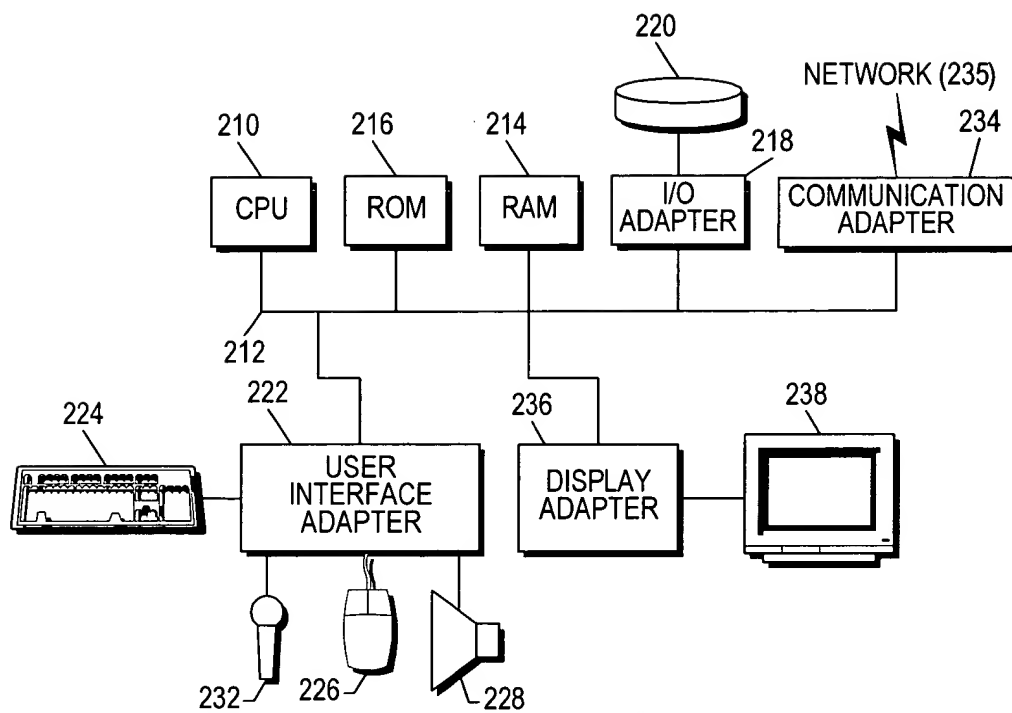 220
NETWORK (235)
210
216
214
218
234
CPU
ROM
RAM
I/O
ADAPTER
COMMUNICATION
ADAPTER
212
224
222
236
238
USER
INTERFACE
ADAPTER
DISPLAY
ADAPTER
232
226
228